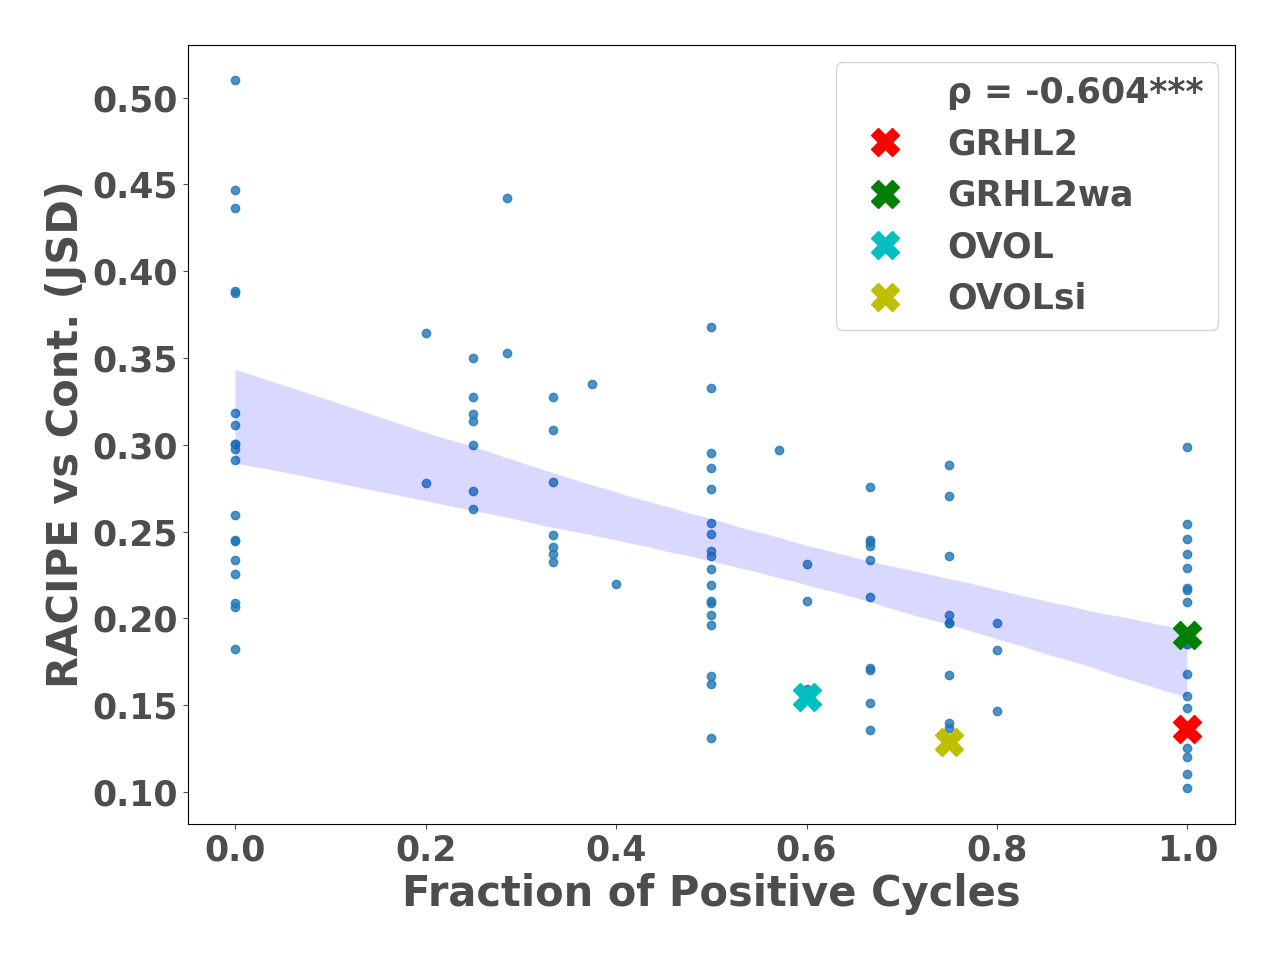 ρ = -0.604***
GRHL2
GRHL2wa
OVOL
OVOLsi
RACIPE vs Cont. (JSD)
0.50
0.45
0.40
0.35
0.30
0.25
0.20
0.15
0.10
0.0 0.2 0.4 0.6 0.8 1.0
Fraction of Positive Cycles